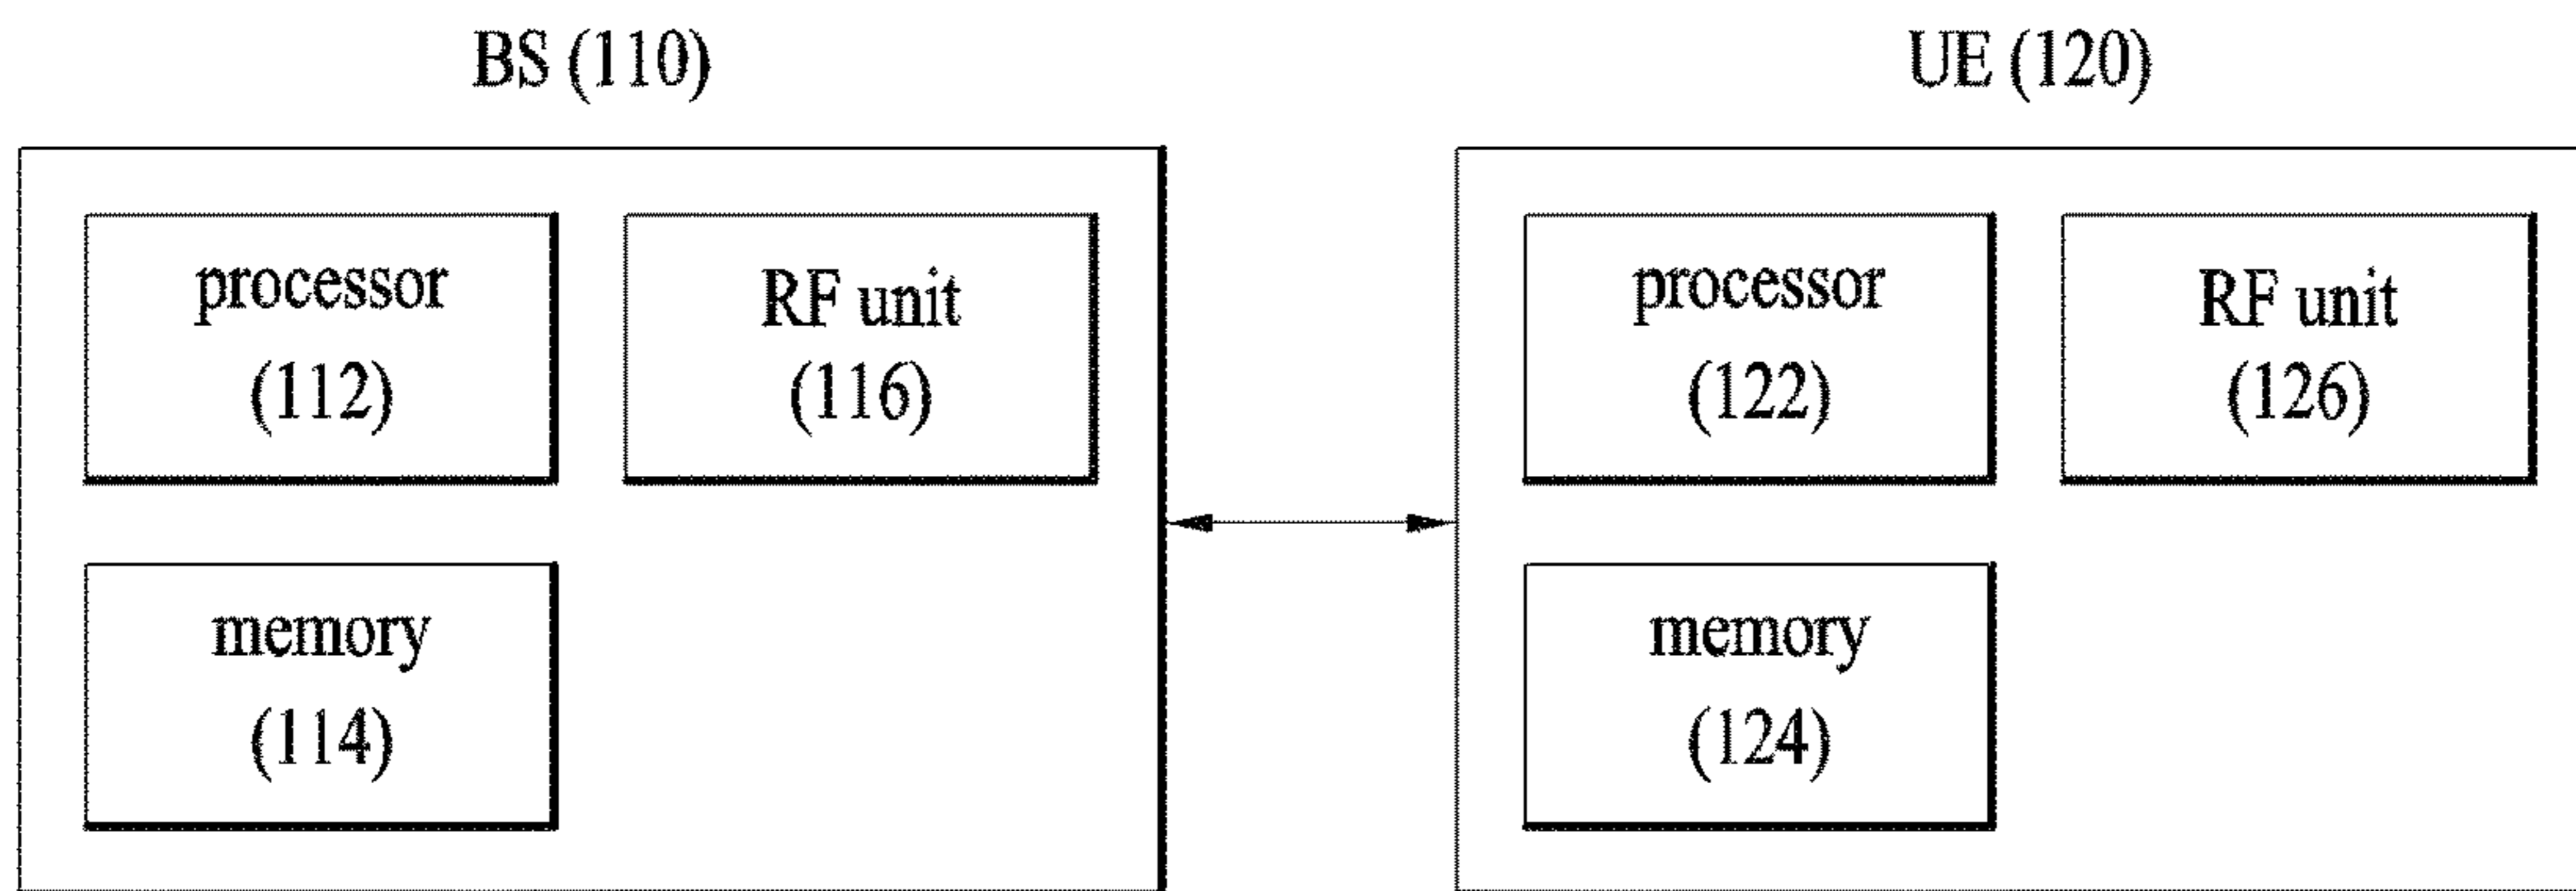 BS (110)
UE (120)
processor
(112)
RF unit
(116)
memory
(114)
processor
(122)
RF unit
(126)
memory
(124)